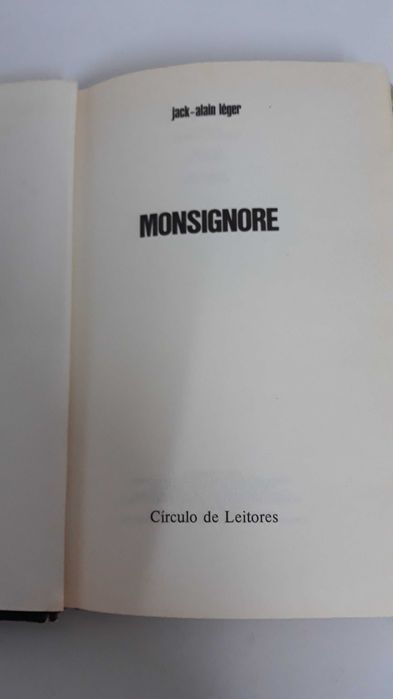 jack-alain léger
MONSIGNORE
Círculo de Leitores